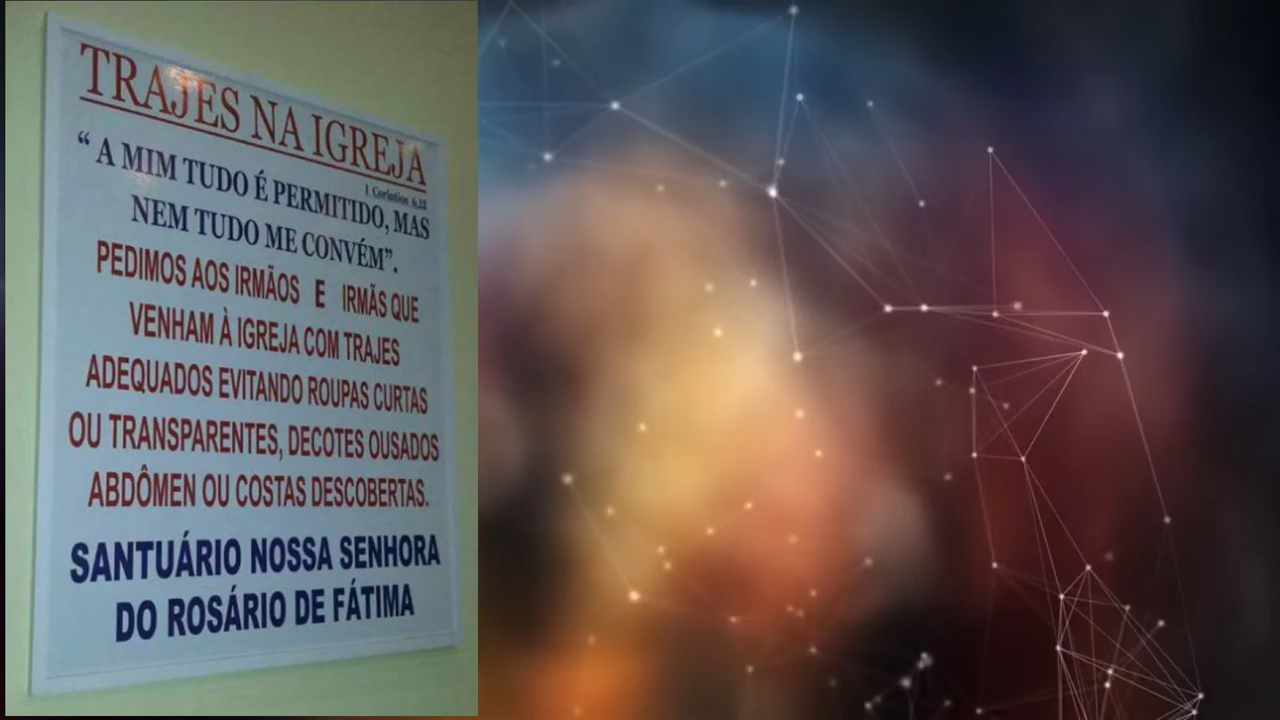 TRAJES NA IGREJA
1 Coríntios 6,12
“ A MIM TUDO É PERMITIDO, MAS
NEM TUDO ME CONVÉM”.
PEDIMOS AOS IRMÃOS E IRMÃS QUE
VENHAM À IGREJA COM TRAJES
ADEQUADOS EVITANDO ROUPAS CURTAS
OU TRANSPARENTES, DECOTES OUSADOS
ABDÔMEN OU COSTAS DESCOBERTAS.
SANTUÁRIO NOSSA SENHORA
DO ROSÁRIO DE FÁTIMA